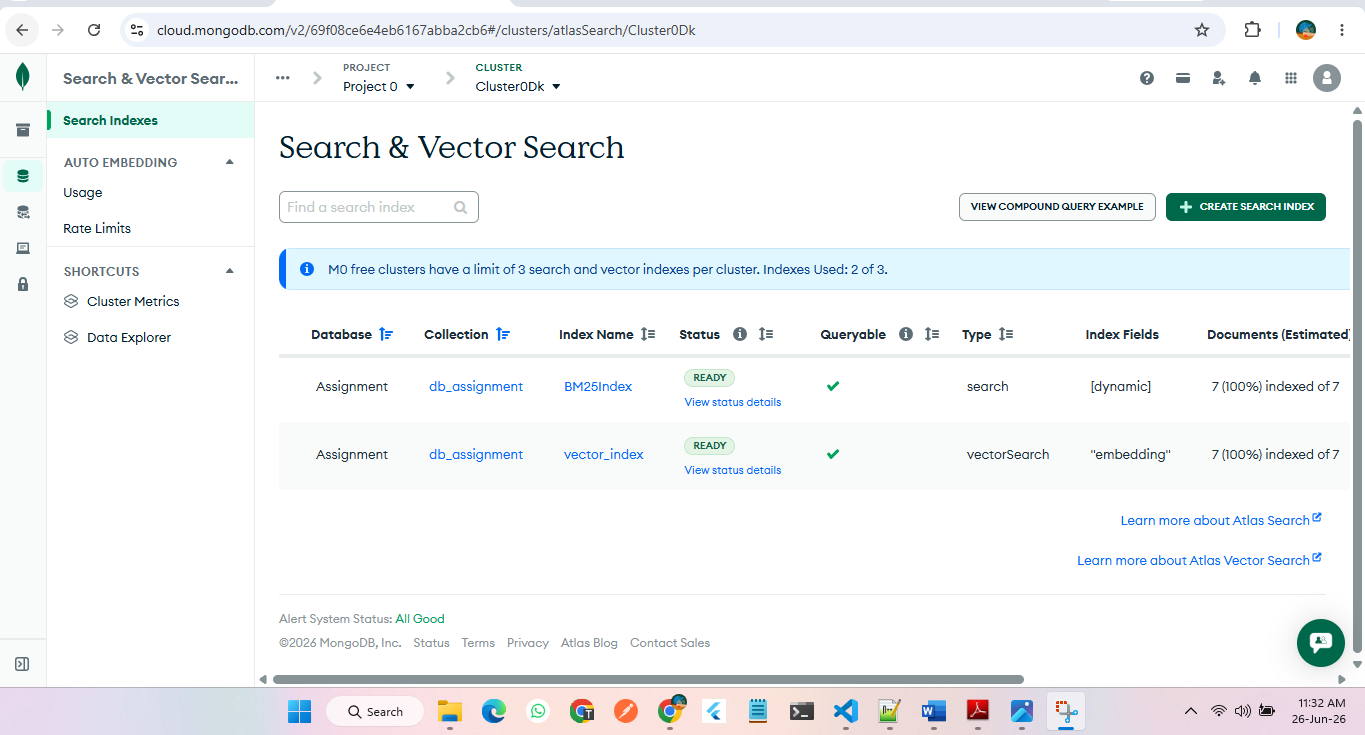 cloud.mongodb.com/v2/69f08ce6e4eb6167abba2cb6#/clusters/atlasSearch/Cluster0Dk
Search & Vector Sear...
PROJECT
Project 0
CLUSTER
Cluster0Dk
Search Indexes
AUTO EMBEDDING
Usage
Rate Limits
SHORTCUTS
Cluster Metrics
Data Explorer
Search & Vector Search
Find a search index
VIEW COMPOUND QUERY EXAMPLE
CREATE SEARCH INDEX
M0 free clusters have a limit of 3 search and vector indexes per cluster. Indexes Used: 2 of 3.
Database Collection Index Name Status Queryable Type Index Fields Documents (Estimated)
Assignment db_assignment BM25Index READY search [dynamic] 7 (100%) indexed of 7
View status details
Assignment db_assignment vector_index READY vectorSearch "embedding" 7 (100%) indexed of 7
View status details
Learn more about Atlas Search
Learn more about Atlas Vector Search
Alert System Status: All Good
©2026 MongoDB, Inc. Status Terms Privacy Atlas Blog Contact Sales
Search
11:32 AM
26-Jun-26